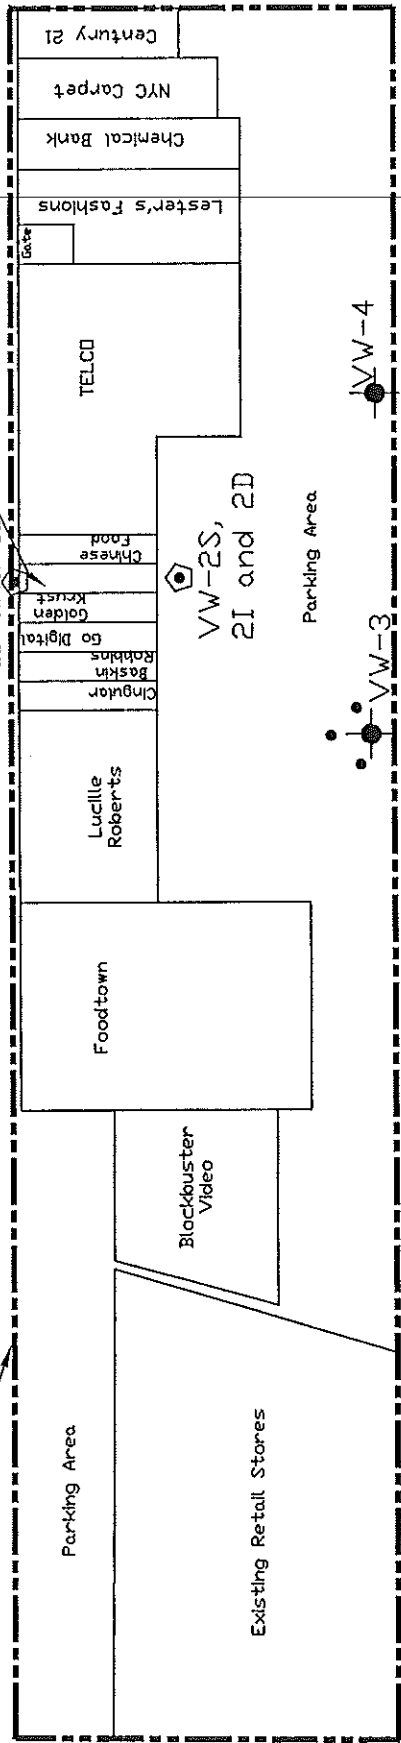 Century 21
NYC Carpet
Chemical Bank
Lester's Fashions
Gate
TELCO
Chinese
Food
Golden
Krust
Go Digital
Baskin
Robbins
Cingular
Lucille
Roberts
Foodtown
Blockbuster
Video
Parking Area
Existing Retail Stores
VW-2S,
2I and 2D
Parking Area
VW-4
VW-3